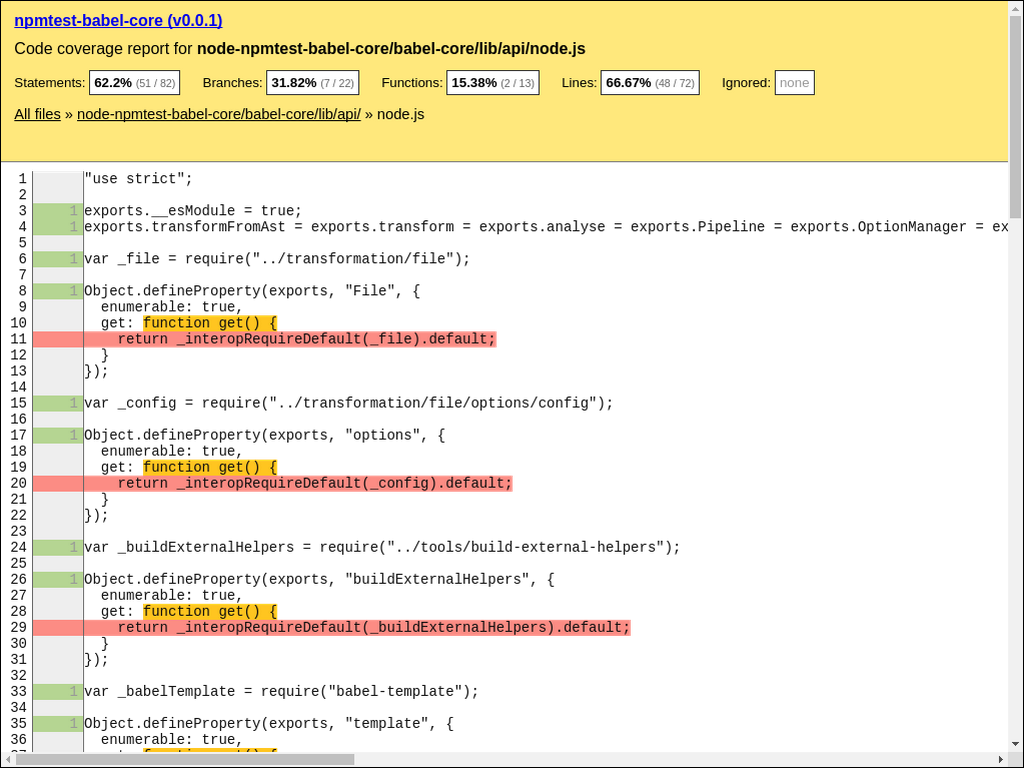 npmtest-babel-core (v0.0.1)
Code coverage report for node-npmtest-babel-core/babel-core/lib/api/node.js
Statements: 62.2% (51 / 82) Branches: 31.82% (7 / 22) Functions: 15.38% (2 / 13) Lines: 66.67% (48 / 72) Ignored: none
All files » node-npmtest-babel-core/babel-core/lib/api/ » node.js
1 "use strict";
2
3 1 exports.__esModule = true;
4 1 exports.transformFromAst = exports.transform = exports.analyse = exports.Pipeline = exports.OptionManager = ex
5
6 1 var _file = require("../transformation/file");
7
8 1 Object.defineProperty(exports, "File", {
9 enumerable: true,
10 get: function get() {
11 return _interopRequireDefault(_file).default;
12 }
13 });
14
15 1 var _config = require("../transformation/file/options/config");
16
17 1 Object.defineProperty(exports, "options", {
18 enumerable: true,
19 get: function get() {
20 return _interopRequireDefault(_config).default;
21 }
22 });
23
24 1 var _buildExternalHelpers = require("../tools/build-external-helpers");
25
26 1 Object.defineProperty(exports, "buildExternalHelpers", {
27 enumerable: true,
28 get: function get() {
29 return _interopRequireDefault(_buildExternalHelpers).default;
30 }
31 });
32
33 1 var _babelTemplate = require("babel-template");
34
35 1 Object.defineProperty(exports, "template", {
36 enumerable: true,